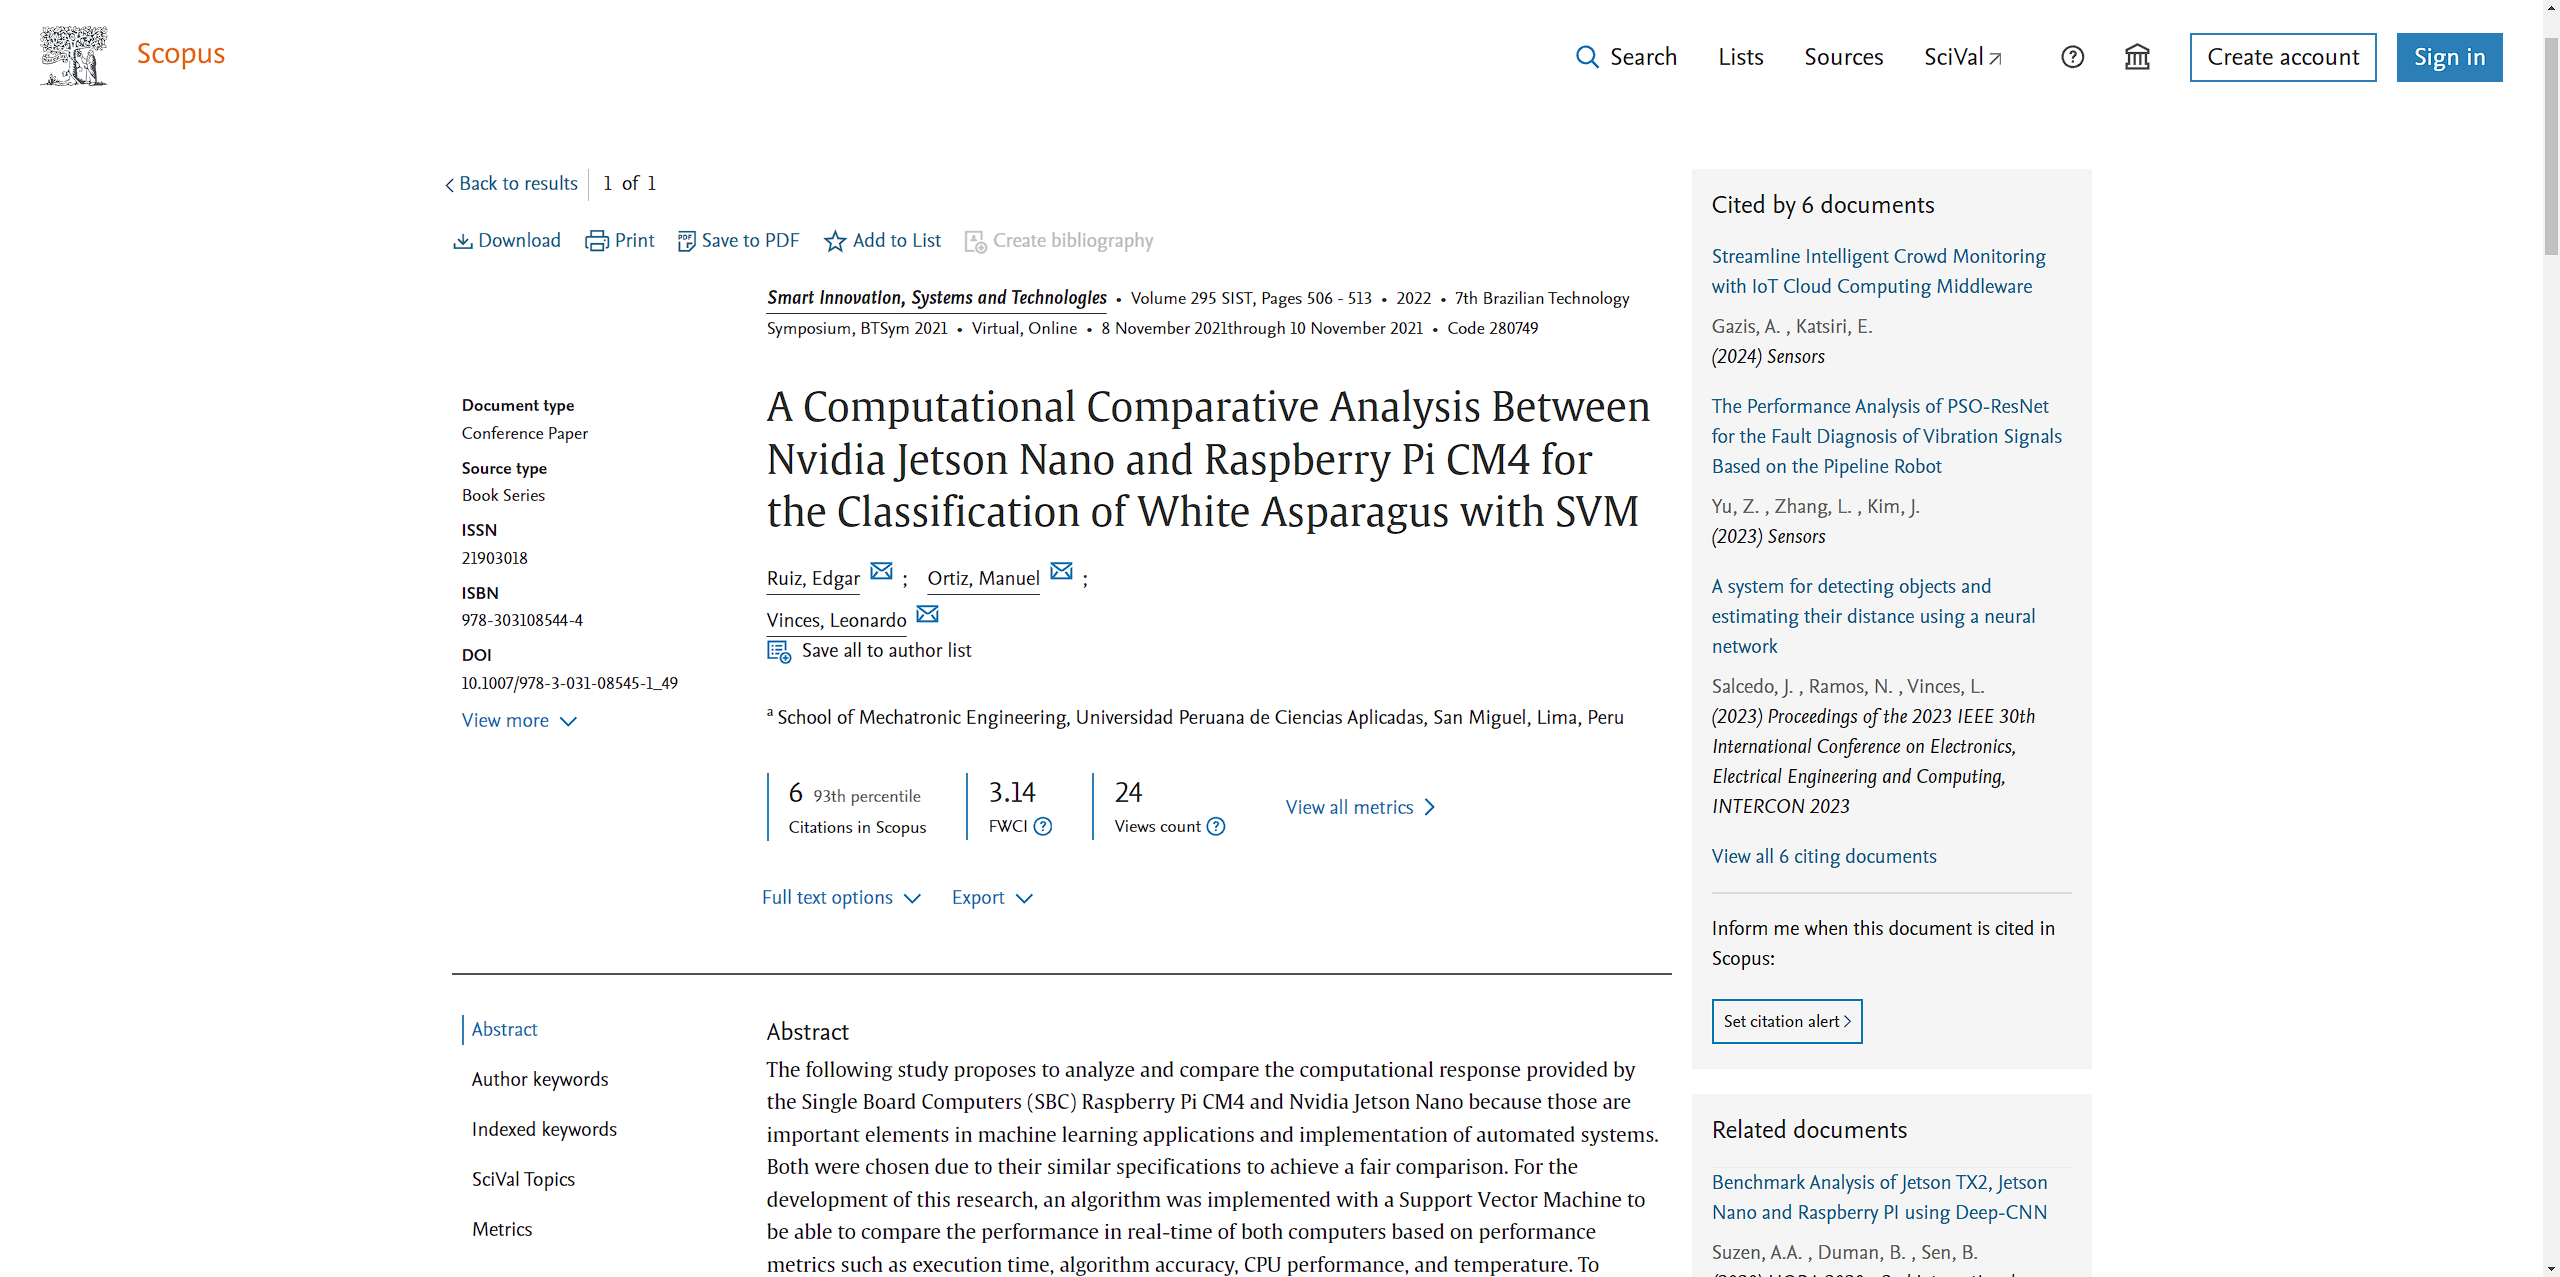 Scopus
Search
Lists
Sources
SciVal
Create account
Sign in
Back to results
1 of 1
Download
Print
Save to PDF
Add to List
Create bibliography
Smart Innovation, Systems and Technologies • Volume 295 SIST, Pages 506 - 513 • 2022 • 7th Brazilian Technology
Symposium, BTSym 2021 • Virtual, Online • 8 November 2021through 10 November 2021 • Code 280749
Document type
Conference Paper
Source type
Book Series
ISSN
21903018
ISBN
978-303108544-4
DOI
10.1007/978-3-031-08545-1_49
View more
A Computational Comparative Analysis Between
Nvidia Jetson Nano and Raspberry Pi CM4 for
the Classification of White Asparagus with SVM
Ruiz, Edgar ; Ortiz, Manuel ;
Vinces, Leonardo
Save all to author list
a School of Mechatronic Engineering, Universidad Peruana de Ciencias Aplicadas, San Miguel, Lima, Peru
6 93th percentile
Citations in Scopus
3.14
FWCI
24
Views count
View all metrics
Full text options
Export
Abstract
Author keywords
Indexed keywords
SciVal Topics
Metrics
Abstract
The following study proposes to analyze and compare the computational response provided by
the Single Board Computers (SBC) Raspberry Pi CM4 and Nvidia Jetson Nano because those are
important elements in machine learning applications and implementation of automated systems.
Both were chosen due to their similar specifications to achieve a fair comparison. For the
development of this research, an algorithm was implemented with a Support Vector Machine to
be able to compare the performance in real-time of both computers based on performance
metrics such as execution time, algorithm accuracy, CPU performance, and temperature. To
Cited by 6 documents
Streamline Intelligent Crowd Monitoring
with IoT Cloud Computing Middleware
Gazis, A. , Katsiri, E.
(2024) Sensors
The Performance Analysis of PSO-ResNet
for the Fault Diagnosis of Vibration Signals
Based on the Pipeline Robot
Yu, Z. , Zhang, L. , Kim, J.
(2023) Sensors
A system for detecting objects and
estimating their distance using a neural
network
Salcedo, J. , Ramos, N. , Vinces, L.
(2023) Proceedings of the 2023 IEEE 30th
International Conference on Electronics,
Electrical Engineering and Computing,
INTERCON 2023
View all 6 citing documents
Inform me when this document is cited in
Scopus:
Set citation alert
Related documents
Benchmark Analysis of Jetson TX2, Jetson
Nano and Raspberry PI using Deep-CNN
Suzen, A.A. , Duman, B. , Sen, B.